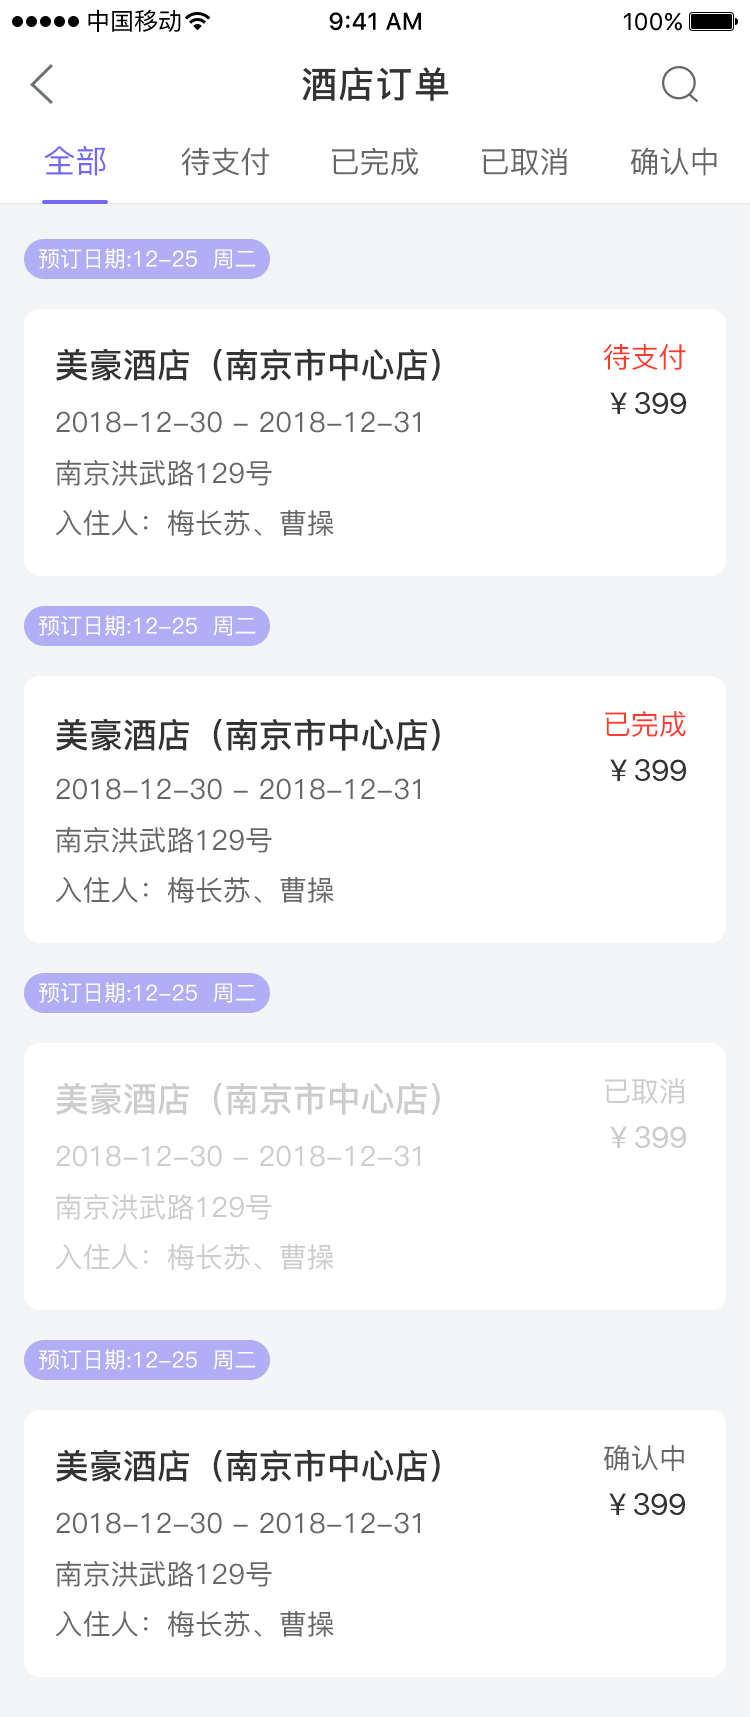 中国移动 9:41 AM 100%
酒店订单
全部 待支付 已完成 已取消 确认中
预订日期:12-25 周二
美豪酒店（南京市中心店） 待支付
2018-12-30 - 2018-12-31 ¥399
南京洪武路129号
入住人：梅长苏、曹操
预订日期:12-25 周二
美豪酒店（南京市中心店） 已完成
2018-12-30 - 2018-12-31 ¥399
南京洪武路129号
入住人：梅长苏、曹操
预订日期:12-25 周二
美豪酒店（南京市中心店） 已取消
2018-12-30 - 2018-12-31 ¥399
南京洪武路129号
入住人：梅长苏、曹操
预订日期:12-25 周二
美豪酒店（南京市中心店） 确认中
2018-12-30 - 2018-12-31 ¥399
南京洪武路129号
入住人：梅长苏、曹操